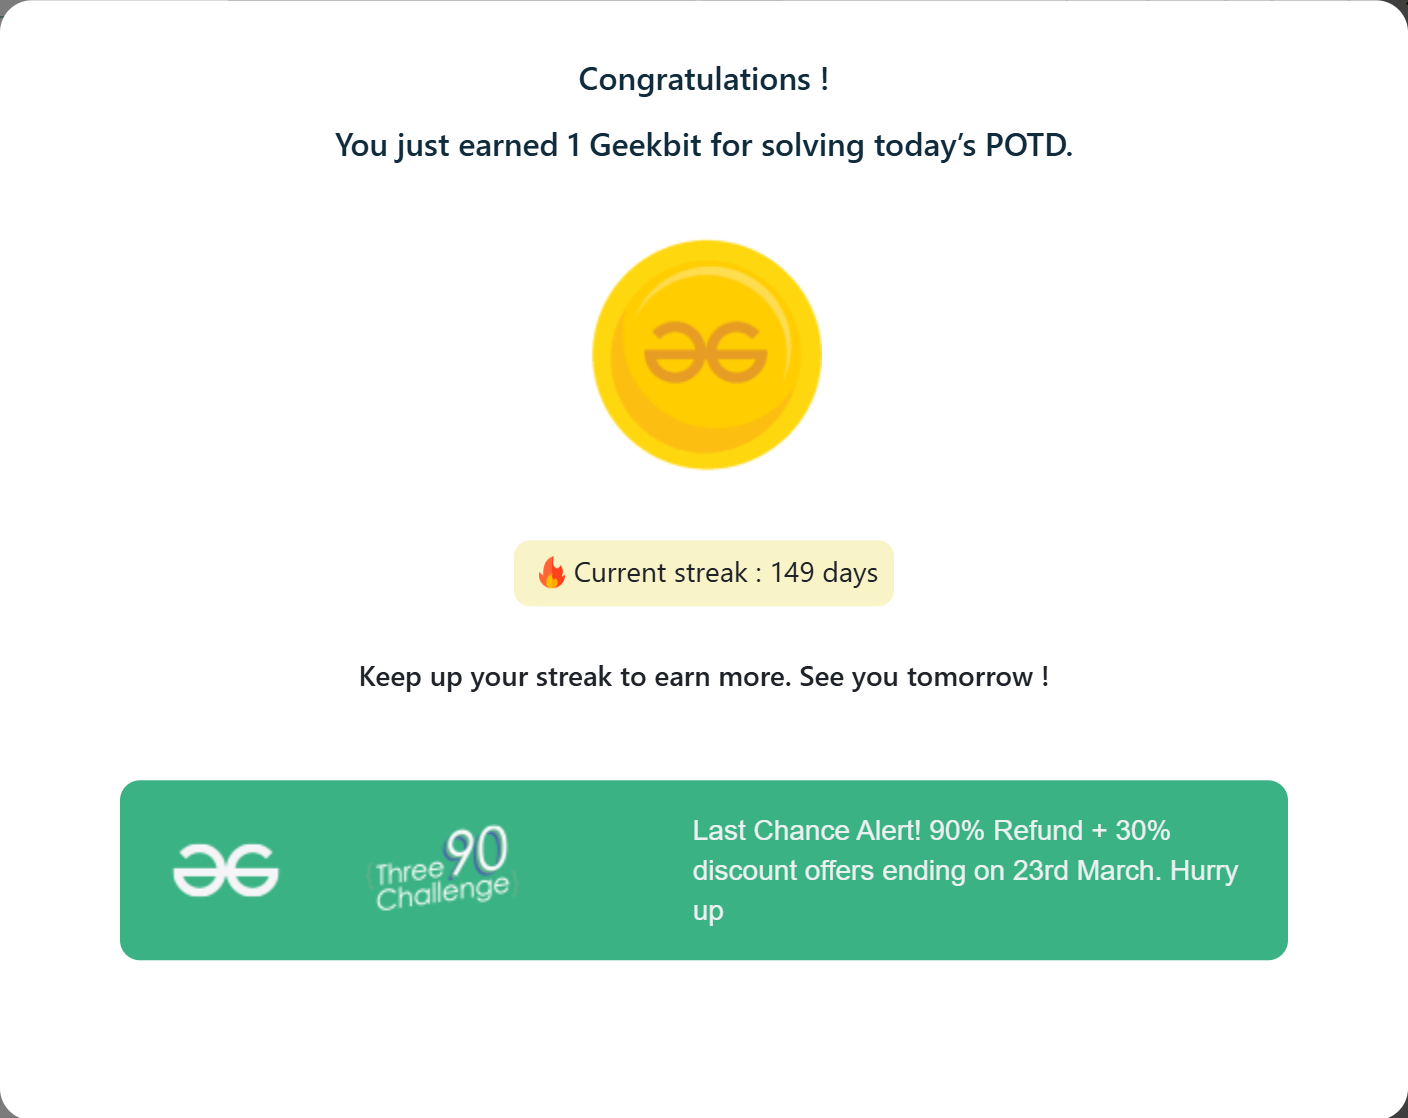 Congratulations !
You just earned 1 Geekbit for solving today’s POTD.
🔥 Current streak : 149 days
Keep up your streak to earn more. See you tomorrow !
Three 90
Challenge
Last Chance Alert! 90% Refund + 30%
discount offers ending on 23rd March. Hurry
up